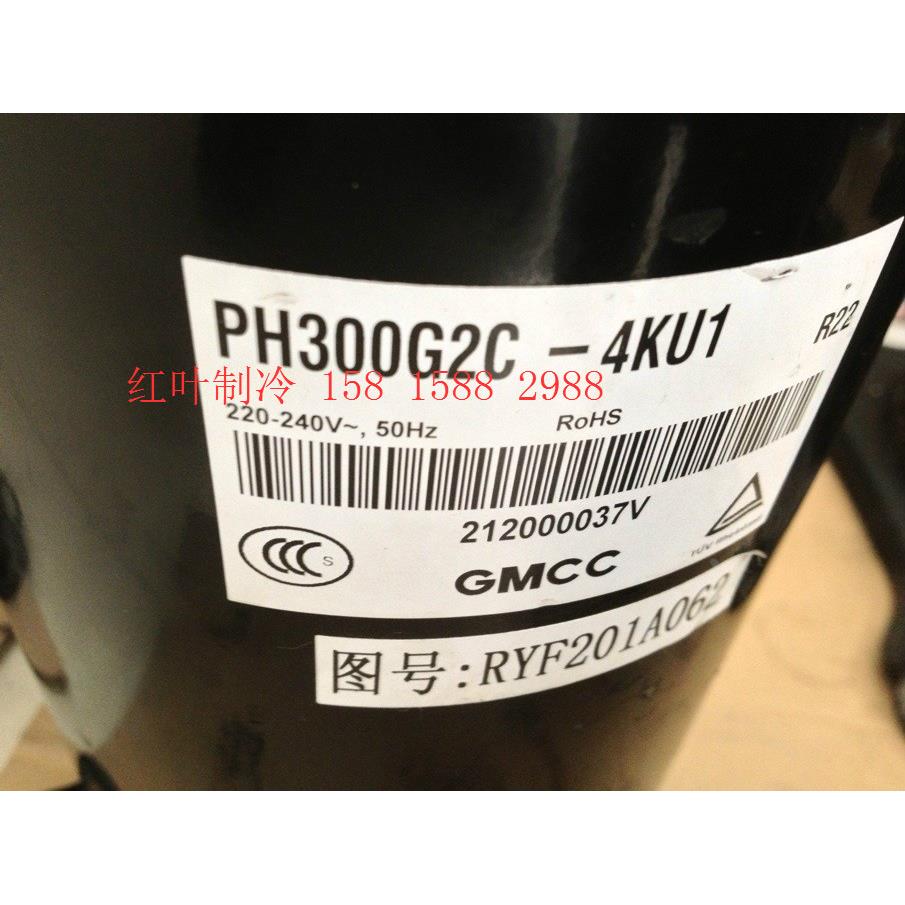 PH300G2C - 4KU1
R22
红叶制冷 158 1588 2988
220-240V~, 50Hz
RoHS
212000037V
CCC S
GMCC
图号:RYF201A062